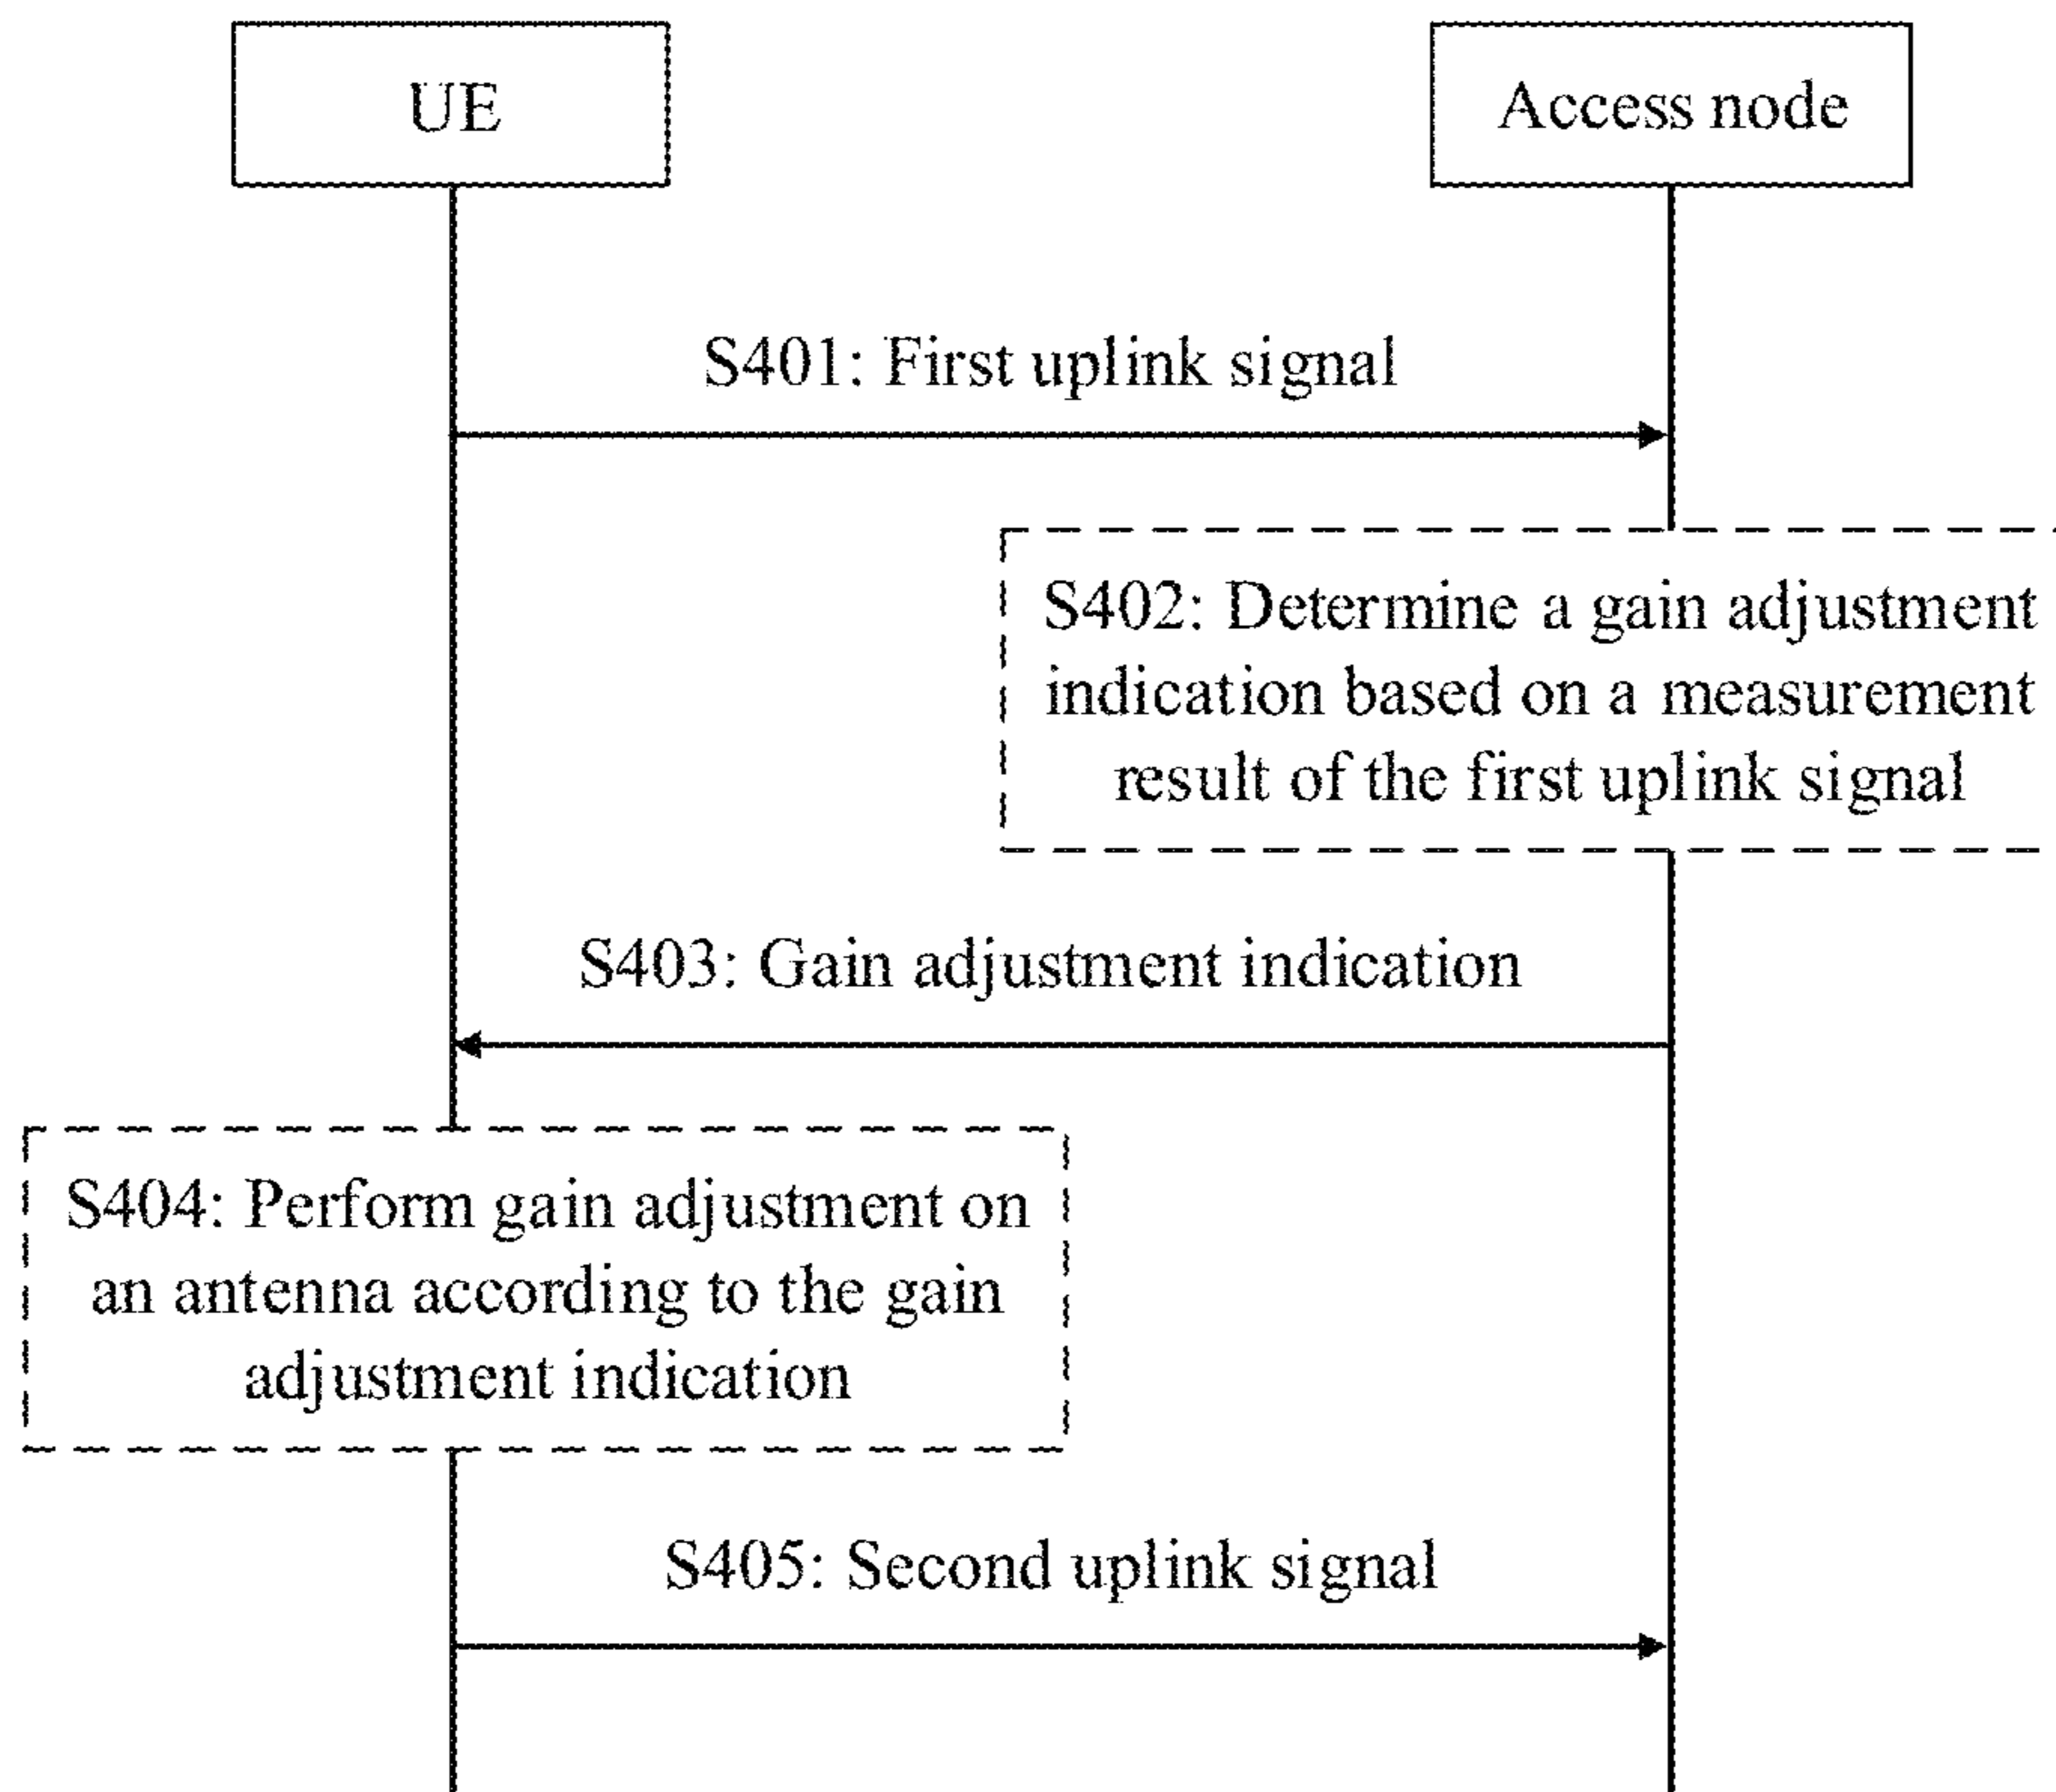 UE
Access node
S401: First uplink signal
S402: Determine a gain adjustment
indication based on a measurement
result of the first uplink signal
S403: Gain adjustment indication
S404: Perform gain adjustment on
an antenna according to the gain
adjustment indication
S405: Second uplink signal